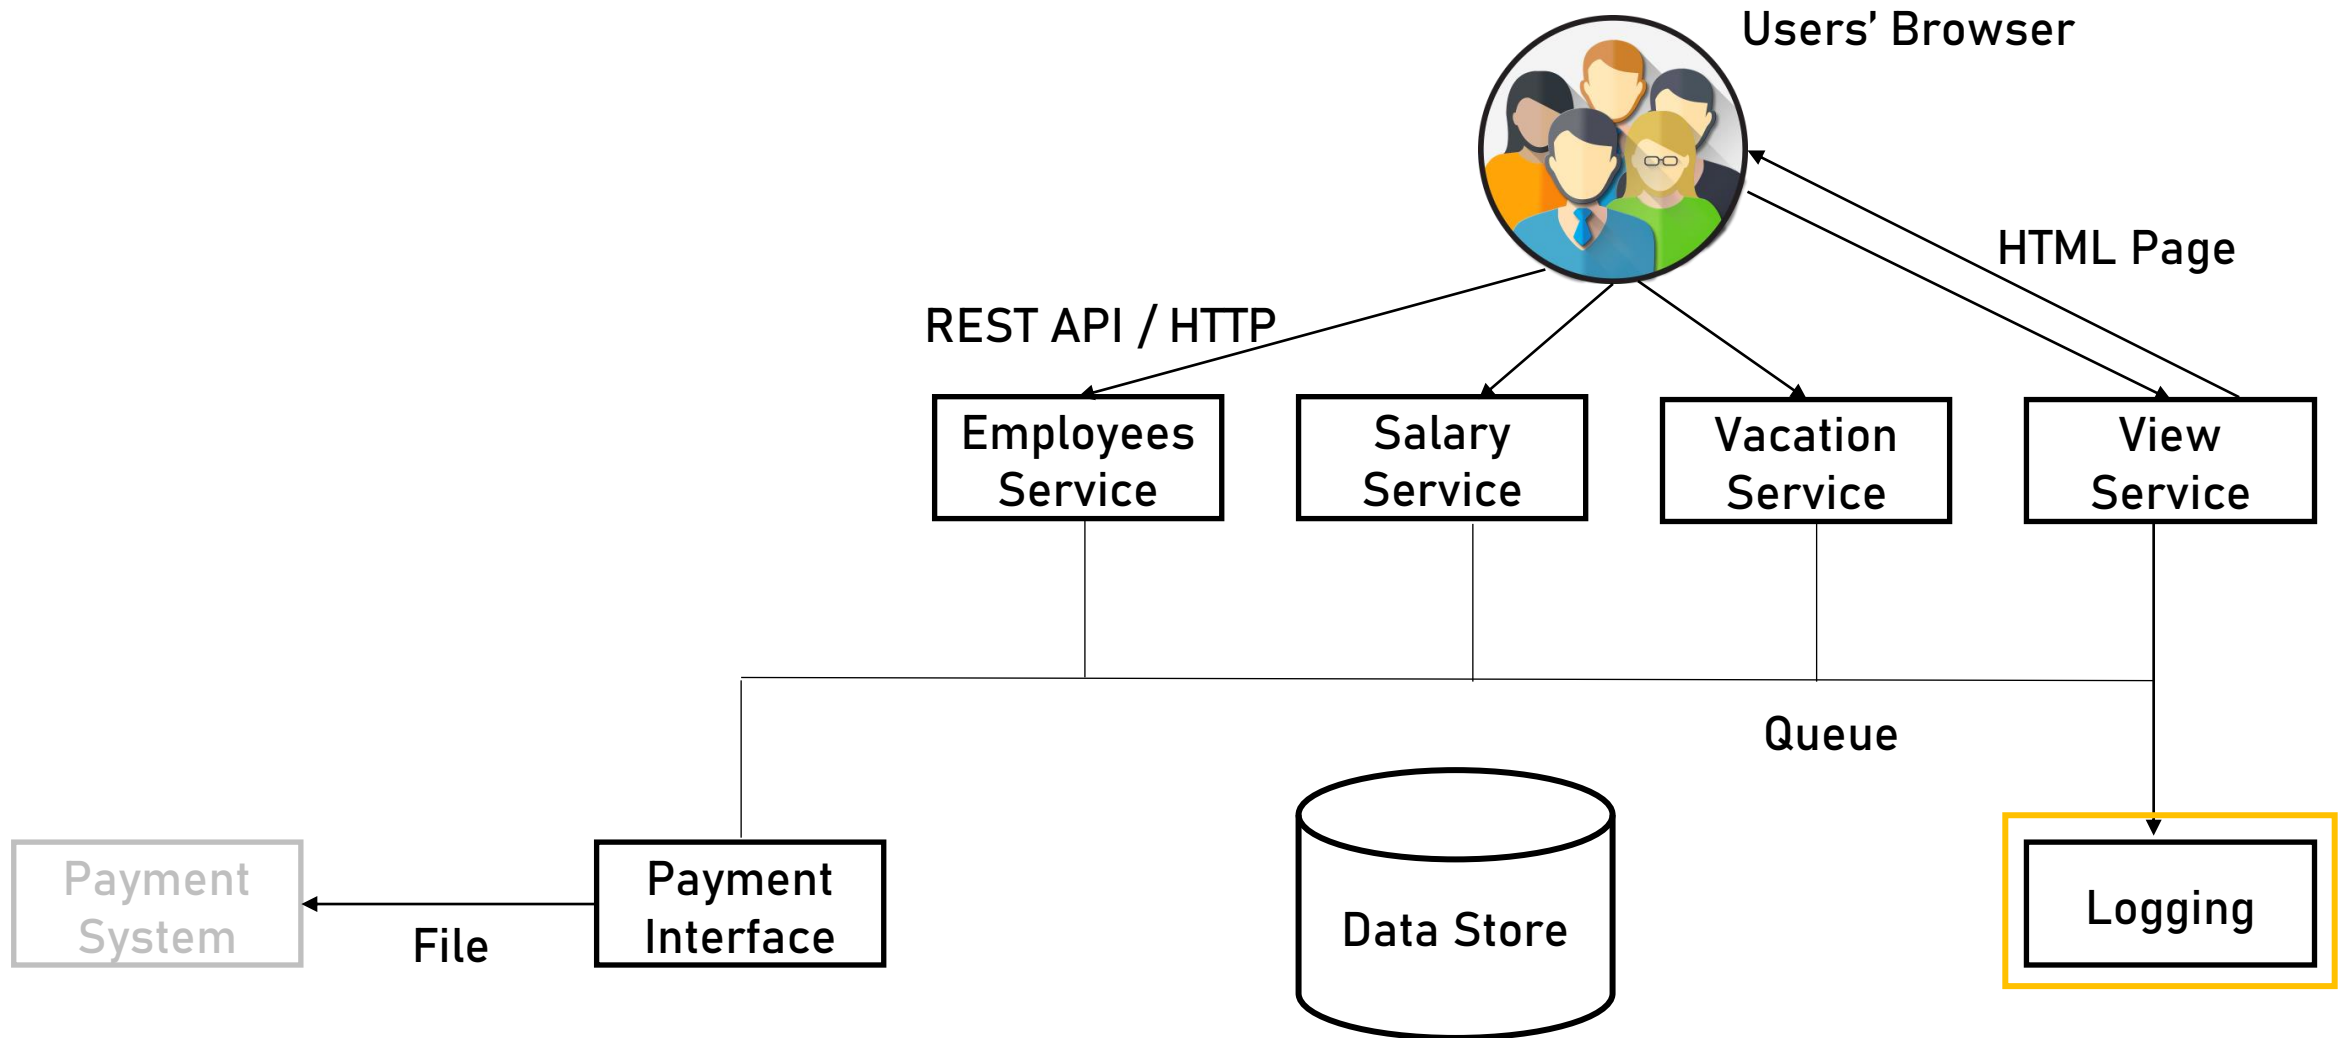 Users' Browser
HTML Page
REST API / HTTP
Employees
Service
Salary
Service
Vacation
Service
View
Service
Queue
Payment
System
File
Payment
Interface
Data Store
Logging